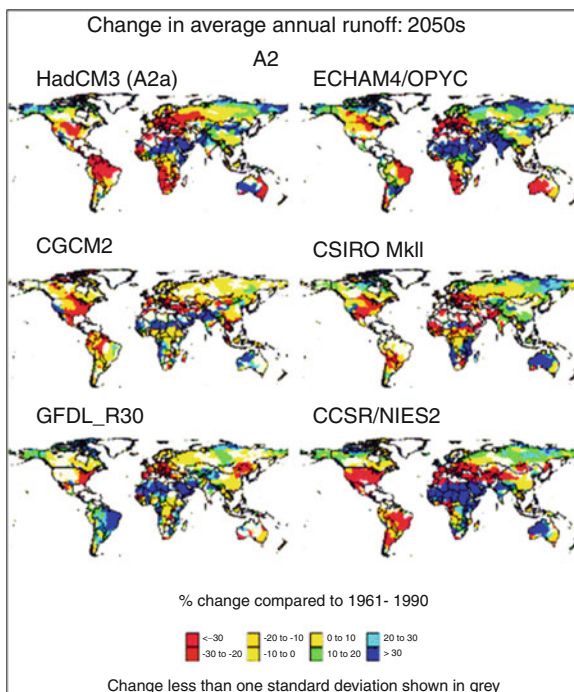 Change in average annual runoff: 2050s
A2
HadCM3 (A2a)
ECHAM4/OPYC
CGCM2
CSIRO MkII
GFDL_R30
CCSR/NIES2
% change compared to 1961- 1990
<-30 -20 to -10 0 to 10 20 to 30
-30 to -20 -10 to 0 10 to 20 > 30
Change less than one standard deviation shown in grey